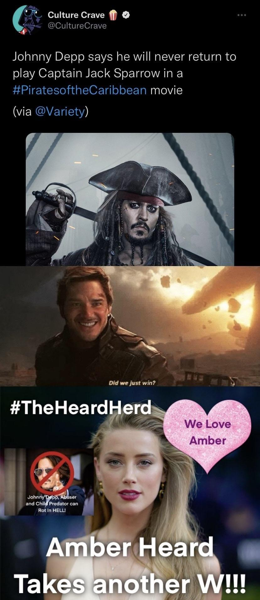 Culture Crave
@CultureCrave
Johnny Depp says he will never return to
play Captain Jack Sparrow in a
#PiratesoftheCaribbean movie
(via @Variety)
Did we just win?
#TheHeardHerd
We Love
Amber
Johnny Depp, Abuser
and Child Predator can
Rot In HELL!
Amber Heard
Takes another W!!!